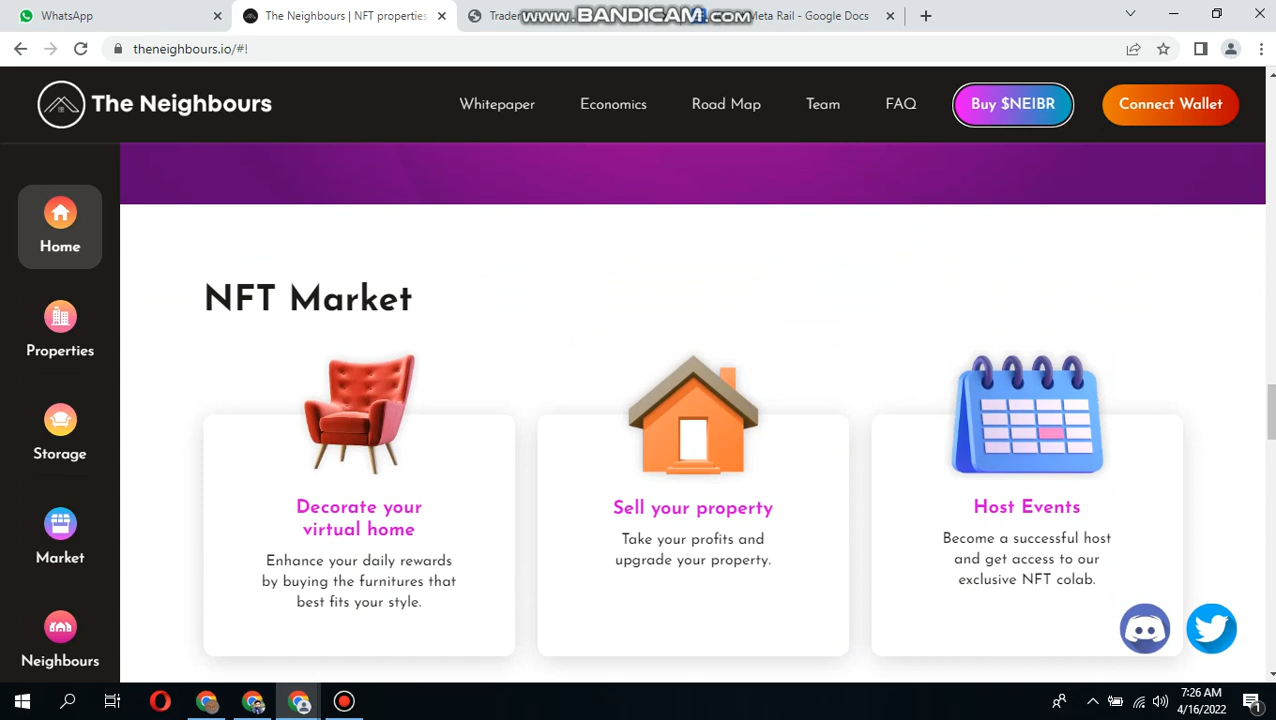 WhatsApp
The Neighbours | NFT properties
Trader
www.BANDICAM.com
Meta Rail - Google Docs
theneighbours.io/#!
The Neighbours
Whitepaper
Economics
Road Map
Team
FAQ
Buy $NEIBR
Connect Wallet
Home
Properties
Storage
Market
Neighbours
NFT Market
Decorate your
virtual home
Enhance your daily rewards
by buying the furnitures that
best fits your style.
Sell your property
Take your profits and
upgrade your property.
Host Events
Become a successful host
and get access to our
exclusive NFT colab.
7:26 AM
4/16/2022
1